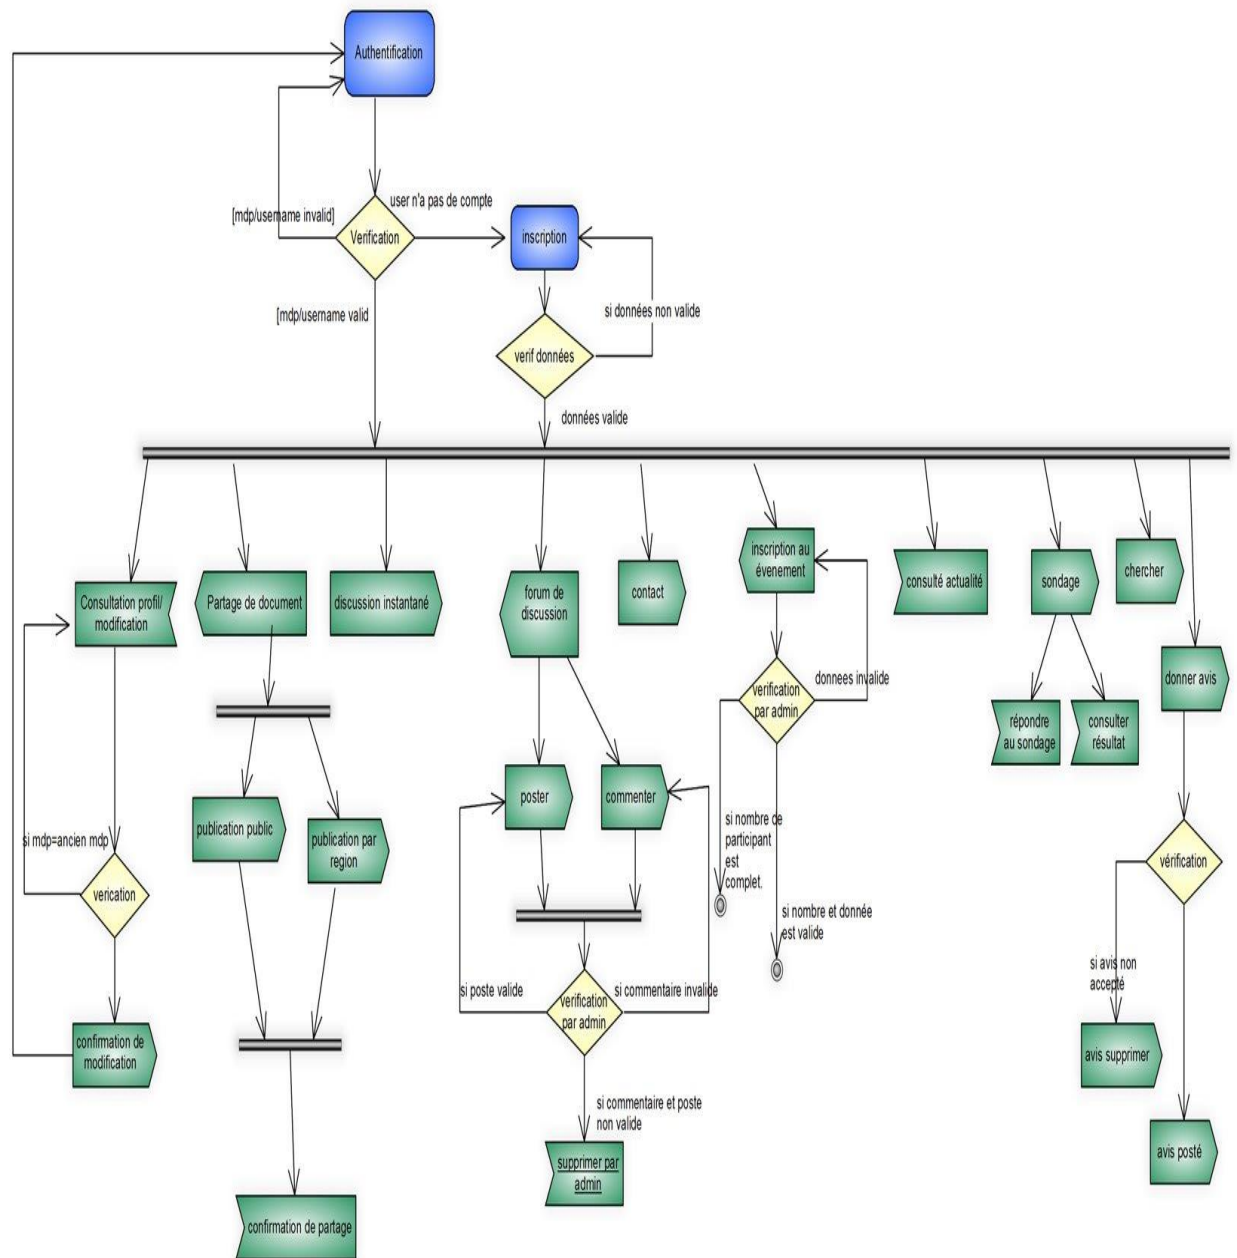 Authentification
user n'a pas de compte
[mdp/username invalid]
Verification
inscription
[mdp/username valid
si données non valide
verif données
données valide
inscription au
évenement
consulté actualité
sondage
chercher
Consultation profil/
modification
Partage de document
discussion instantané
forum de
discussion
contact
donner avis
donnees invalide
verification
par admin
répondre
au sondage
consulter
résultat
poster
commenter
publication public
publication par
region
si nombre de
participant
est
complet.
si mdp=ancien mdp
verication
vérification
si nombre et donnée
est valide
si avis non
accepté
si poste valide
si commentaire invalide
verification
par admin
confirmation de
modification
avis supprimer
si commentaire et poste
non valide
avis posté
supprimer par
admin
confirmation de partage